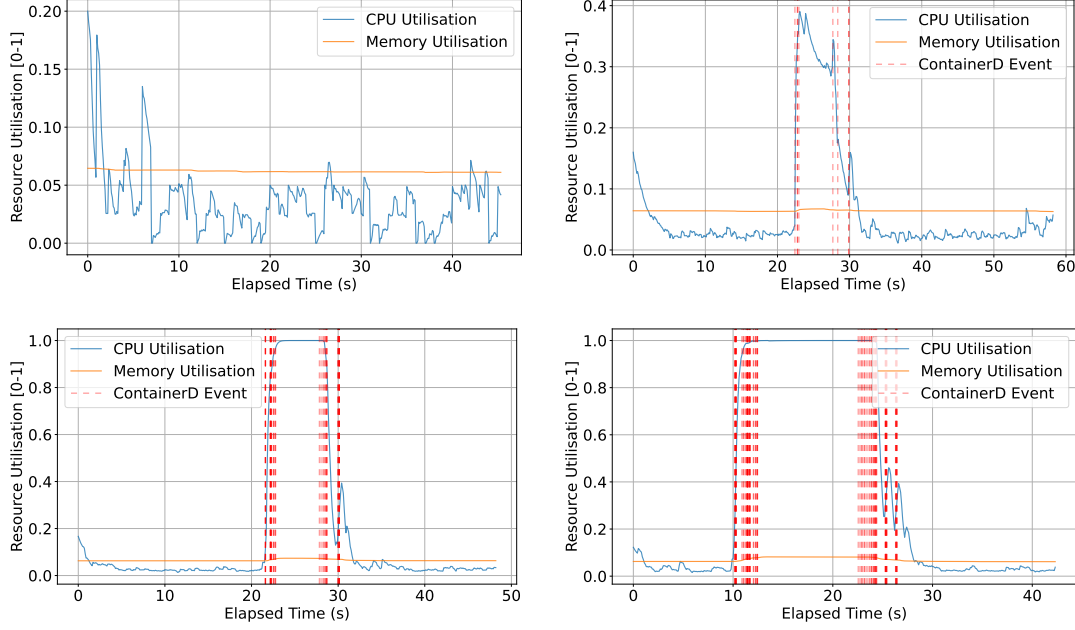 CPU Utilisation
Memory Utilisation
0.20
0.15
0.10
0.05
0.00
Resource Utilisation [0-1]
0
10
20
30
40
Elapsed Time (s)
CPU Utilisation
Memory Utilisation
ContainerD Event
0.4
0.3
0.2
0.1
0.0
Resource Utilisation [0-1]
0
10
20
30
40
50
60
Elapsed Time (s)
CPU Utilisation
Memory Utilisation
ContainerD Event
1.0
0.8
0.6
0.4
0.2
0.0
Resource Utilisation [0-1]
0
10
20
30
40
50
Elapsed Time (s)
CPU Utilisation
Memory Utilisation
ContainerD Event
1.0
0.8
0.6
0.4
0.2
0.0
Resource Utilisation [0-1]
0
10
20
30
40
Elapsed Time (s)